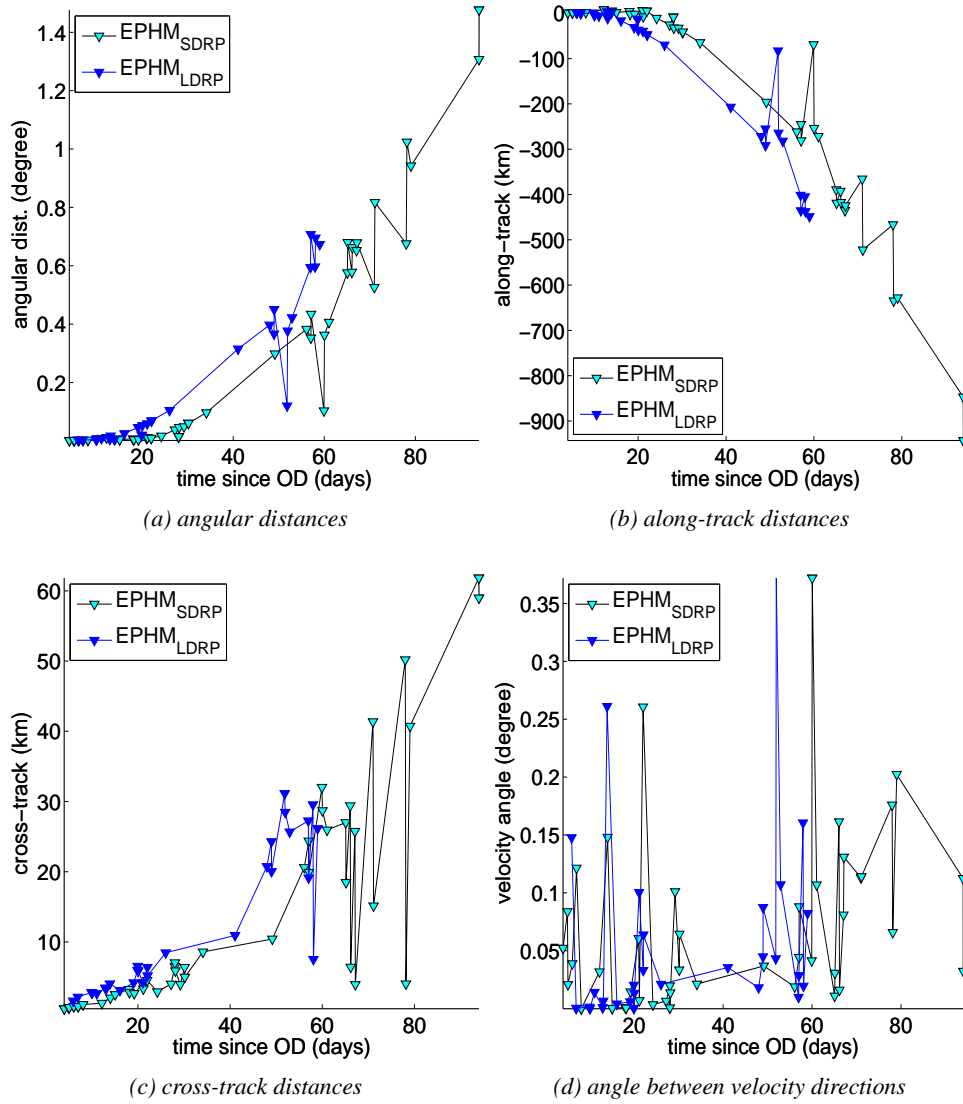 1.4
1.2
1
0.8
0.6
0.4
0.2
angular dist. (degree)
EPHM_SDRP
EPHM_LDRP
20 40 60 80
time since OD (days)
(a) angular distances
0
−100
−200
−300
−400
−500
−600
−700
−800
−900
along−track (km)
EPHM_SDRP
EPHM_LDRP
20 40 60 80
time since OD (days)
(b) along-track distances
60
50
40
30
20
10
cross−track (km)
EPHM_SDRP
EPHM_LDRP
20 40 60 80
time since OD (days)
(c) cross-track distances
0.35
0.3
0.25
0.2
0.15
0.1
0.05
velocity angle (degree)
EPHM_SDRP
EPHM_LDRP
20 40 60 80
time since OD (days)
(d) angle between velocity directions